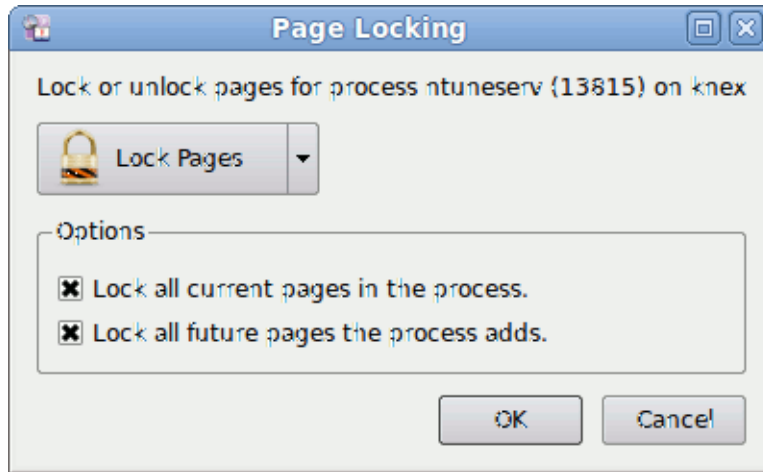 Page Locking
Lock or unlock pages for process ntuneserv (13815) on knex
Lock Pages
Options
Lock all current pages in the process.
Lock all future pages the process adds.
OK
Cancel